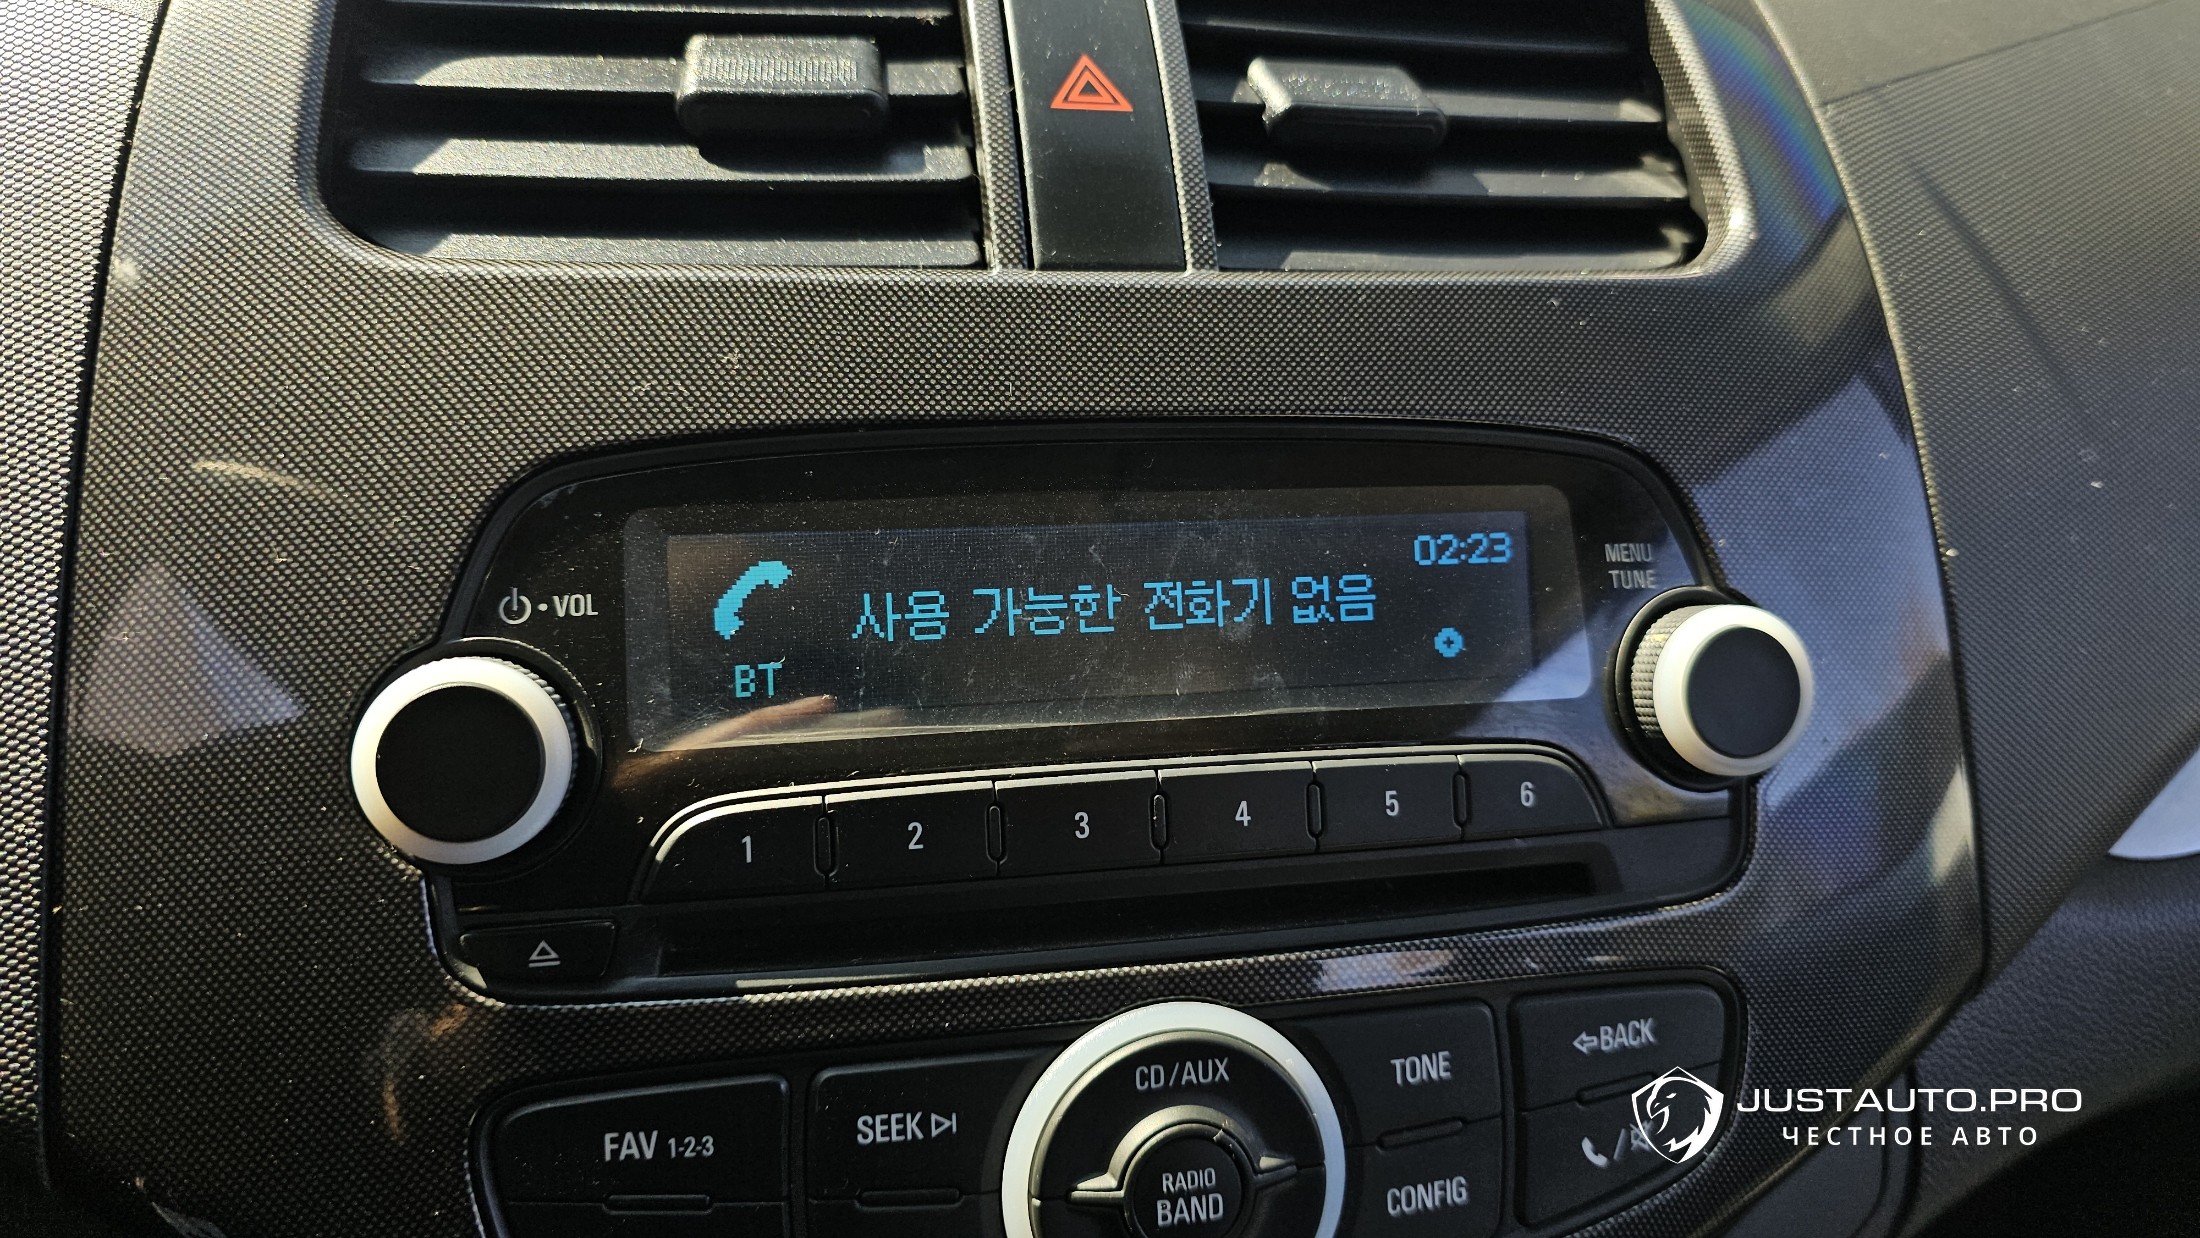 02:23
사용 가능한 전화기 없음
BT
VOL
MENU
TUNE
1 2 3 4 5 6
CD/AUX
TONE
BACK
FAV 1-2-3
SEEK
RADIO
BAND
CONFIG
JUSTAUTO.PRO
ЧЕСТНОЕ АВТО